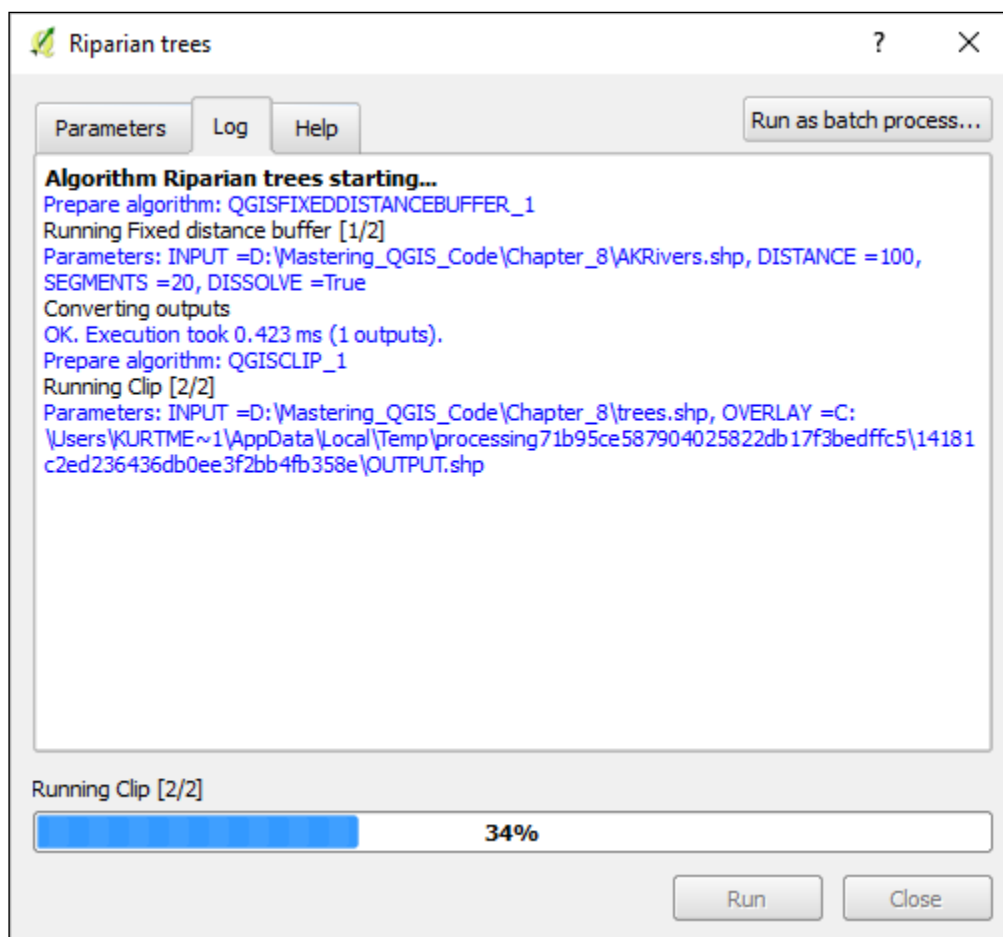 Riparian trees
?
Parameters
Log
Help
Run as batch process...
Algorithm Riparian trees starting...
Prepare algorithm: QGISFIXEDDISTANCEBUFFER_1
Running Fixed distance buffer [1/2]
Parameters: INPUT =D:\Mastering_QGIS_Code\Chapter_8\AKRivers.shp, DISTANCE =100,
SEGMENTS =20, DISSOLVE =True
Converting outputs
OK. Execution took 0.423 ms (1 outputs).
Prepare algorithm: QGISCLIP_1
Running Clip [2/2]
Parameters: INPUT =D:\Mastering_QGIS_Code\Chapter_8\trees.shp, OVERLAY =C:
\Users\KURTME~1\AppData\Local\Temp\processing71b95ce587904025822db17f3bedffc5\14181
c2ed236436db0ee3f2bb4fb358e\OUTPUT.shp
Running Clip [2/2]
34%
Run
Close